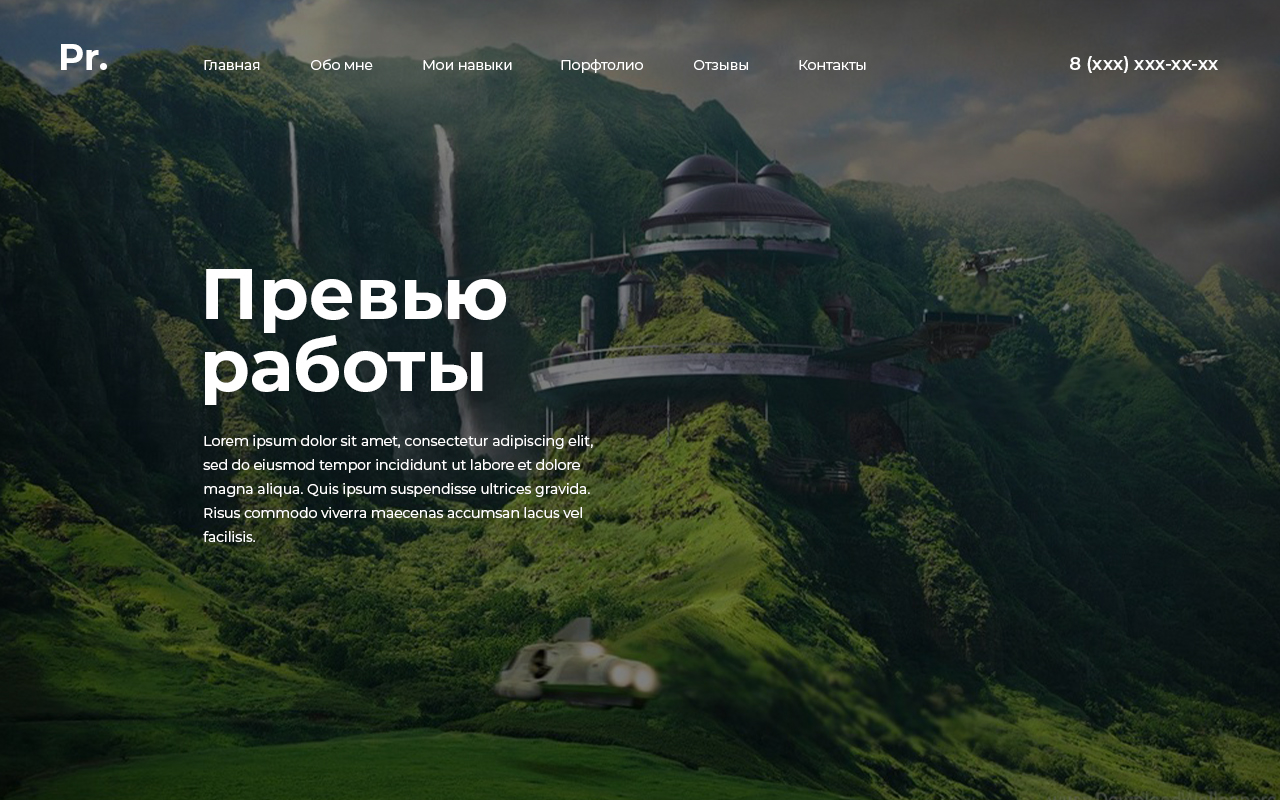 Pr.
Главная Обо мне Мои навыки Порфтолио Отзывы Контакты 8 (xxx) xxx-xx-xx
Превью
работы
Lorem ipsum dolor sit amet, consectetur adipiscing elit,
sed do eiusmod tempor incididunt ut labore et dolore
magna aliqua. Quis ipsum suspendisse ultrices gravida.
Risus commodo viverra maecenas accumsan lacus vel
facilisis.